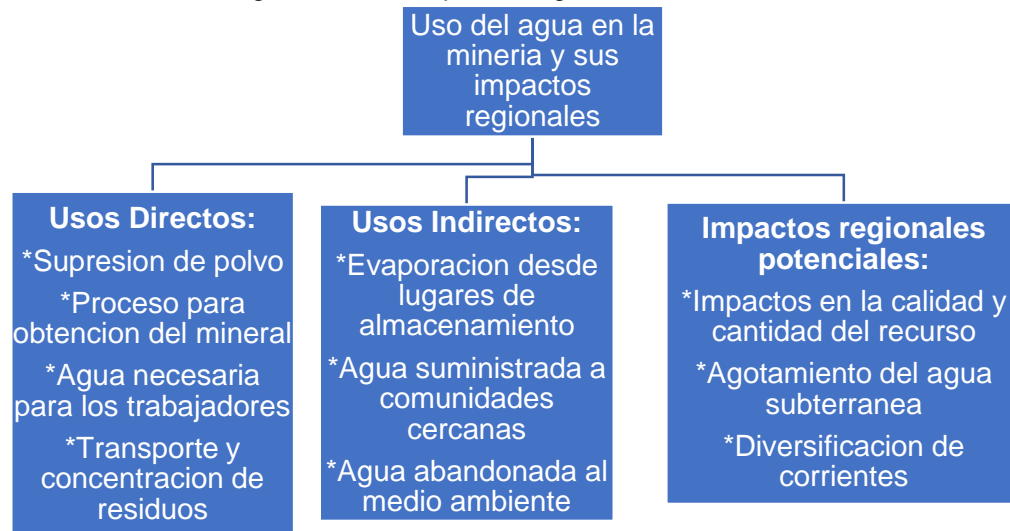 Uso del agua en la
mineria y sus
impactos
regionales
Usos Directos:
*Supresion de polvo
*Proceso para
obtencion del mineral
*Agua necesaria
para los trabajadores
*Transporte y
concentracion de
residuos
Usos Indirectos:
*Evaporacion desde
lugares de
almacenamiento
*Agua suministrada a
comunidades
cercanas
*Agua abandonada al
medio ambiente
Impactos regionales
potenciales:
*Impactos en la calidad y
cantidad del recurso
*Agotamiento del agua
subterranea
*Diversificacion de
corrientes